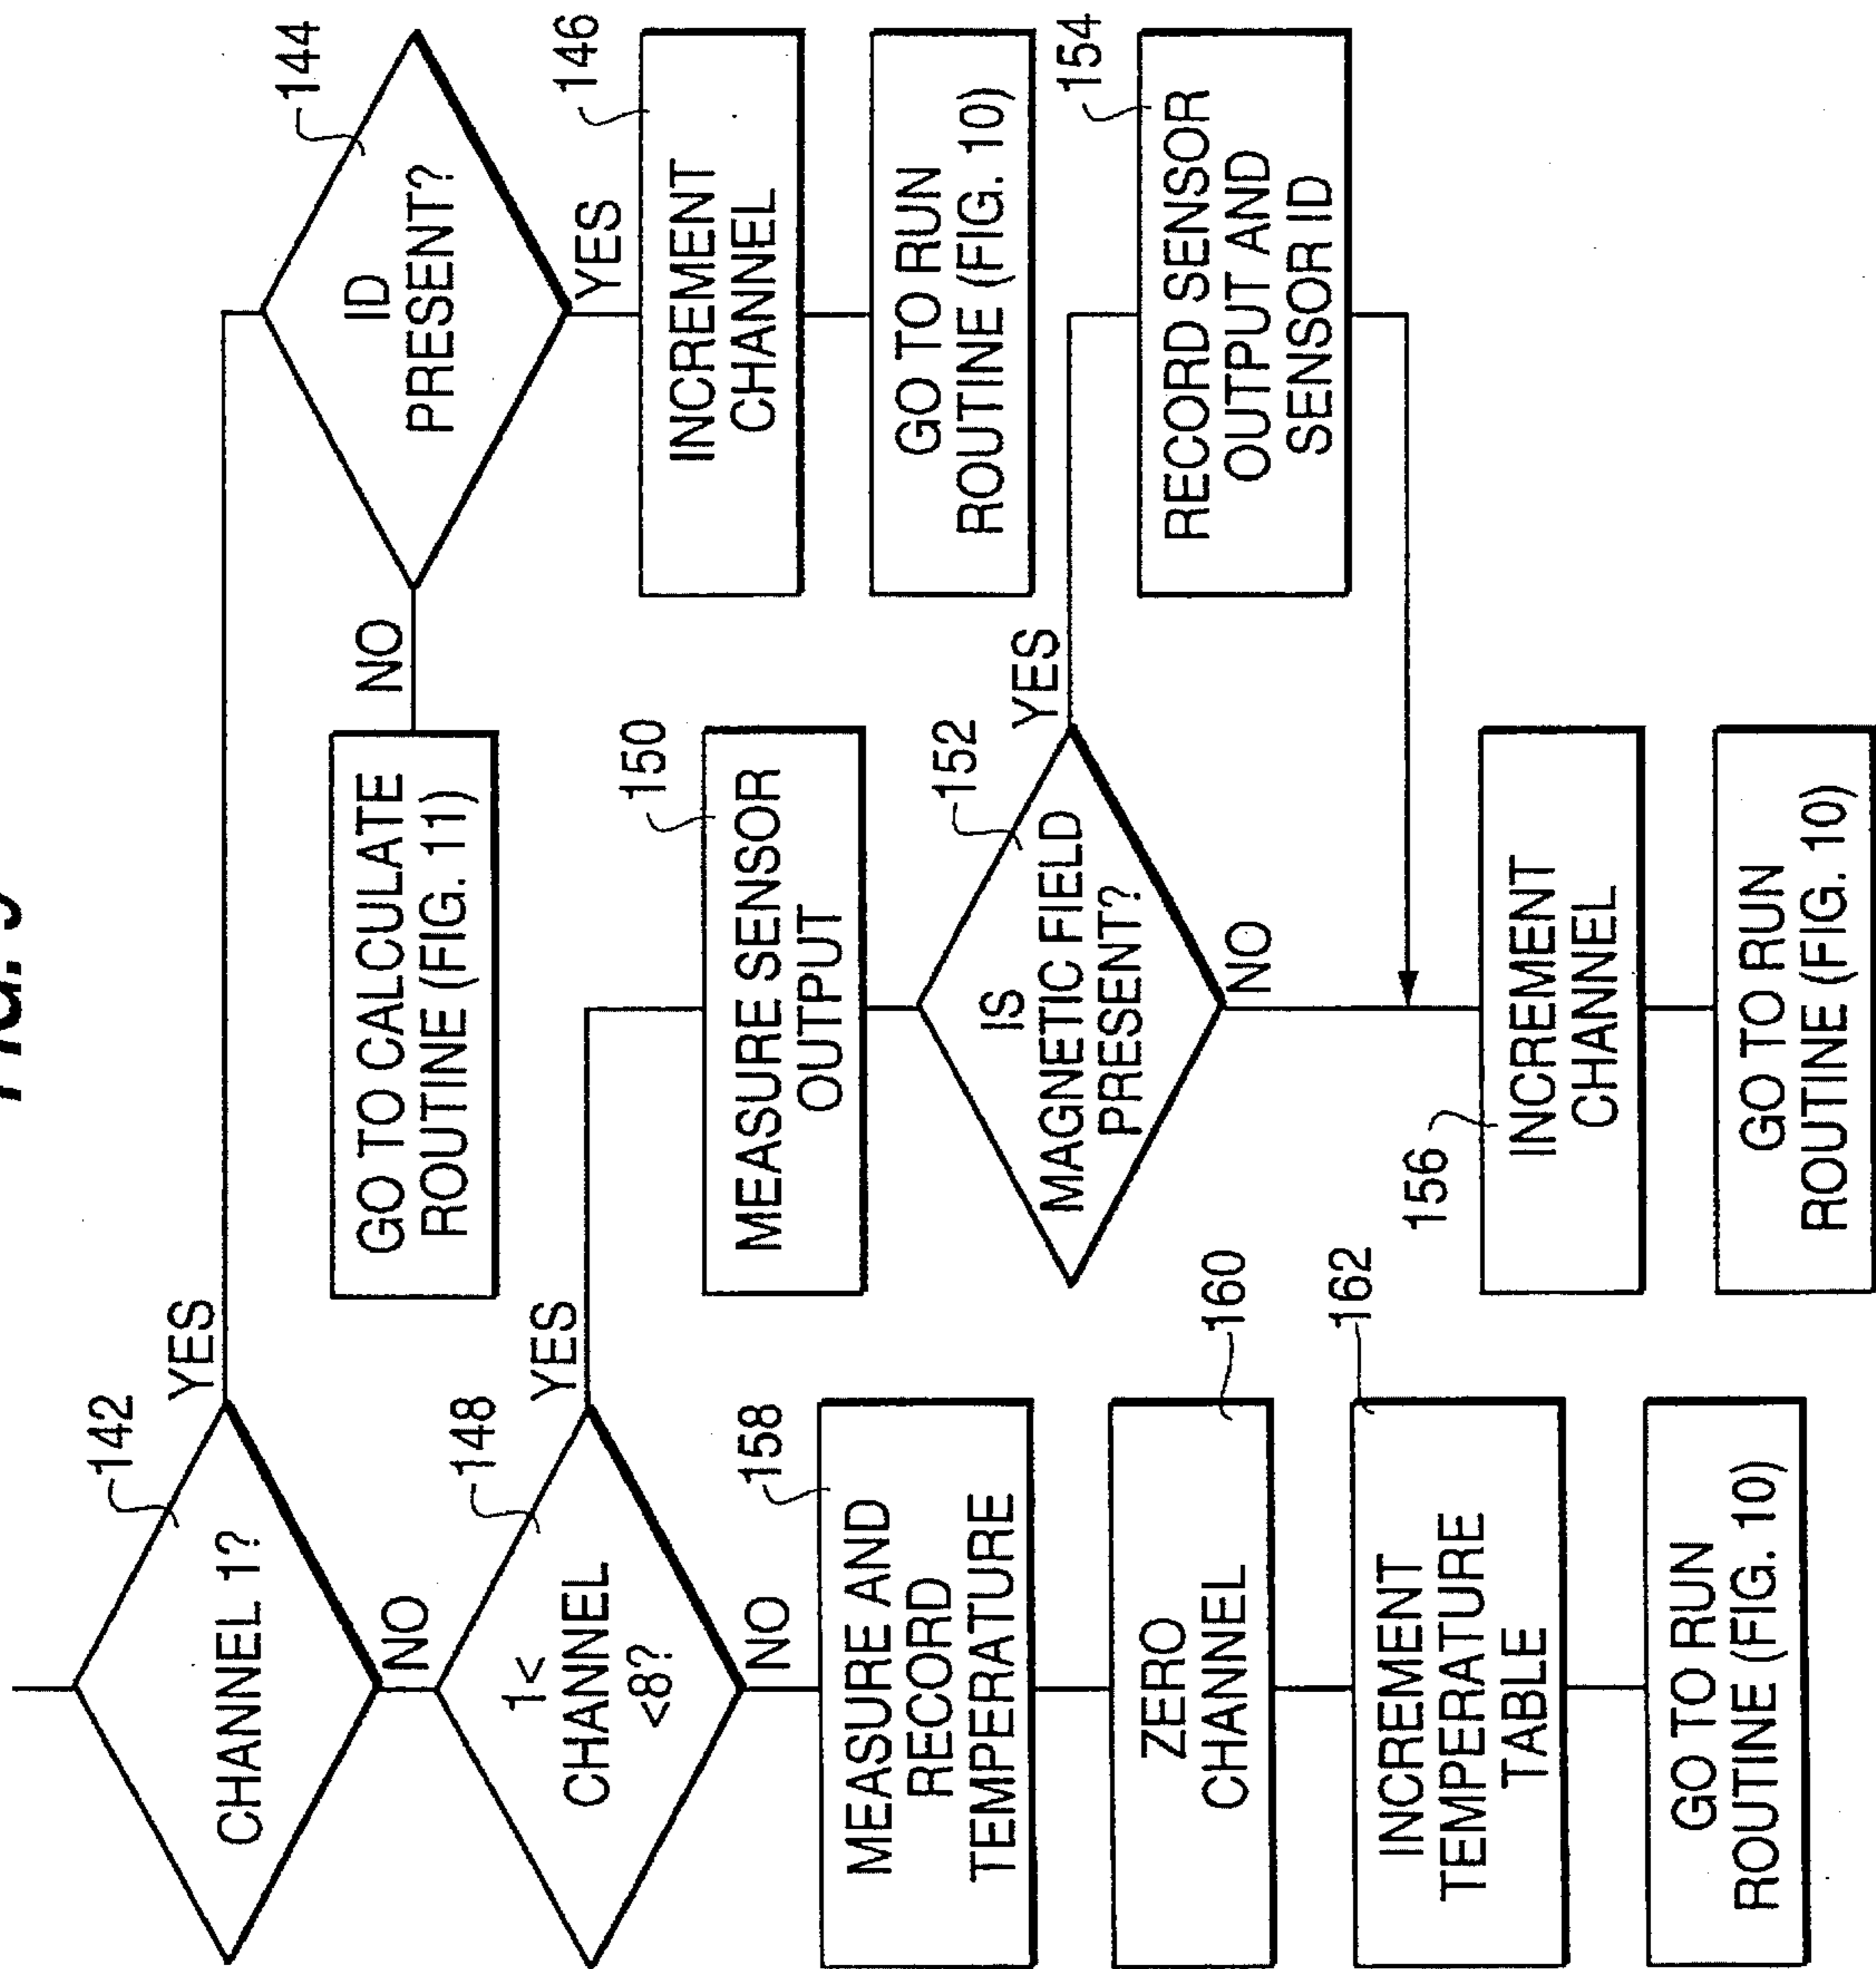 142
CHANNEL 1?
YES
NO
144
ID
PRESENT?
NO
YES
GO TO CALCULATE
ROUTINE (FIG. 11)
146
INCREMENT
CHANNEL
GO TO RUN
ROUTINE (FIG. 10)
148
1<
CHANNEL
<8?
YES
NO
150
MEASURE SENSOR
OUTPUT
152
IS
MAGNETIC FIELD
PRESENT?
YES
NO
154
RECORD SENSOR
OUTPUT AND
SENSOR ID
156
INCREMENT
CHANNEL
GO TO RUN
ROUTINE (FIG. 10)
158
MEASURE AND
RECORD
TEMPERATURE
160
ZERO
CHANNEL
162
INCREMENT
TEMPERATURE
TABLE
GO TO RUN
ROUTINE (FIG. 10)